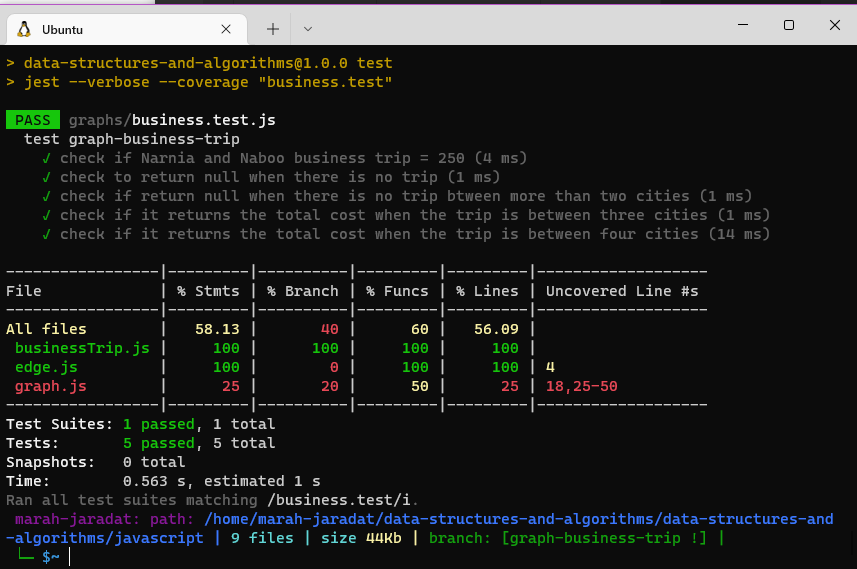 Ubuntu
> data-structures-and-algorithms@1.0.0 test
> jest --verbose --coverage "business.test"
PASS graphs/business.test.js
test graph-business-trip
√ check if Narnia and Naboo business trip = 250 (4 ms)
√ check to return null when there is no trip (1 ms)
√ check if return null when there is no trip btween more than two cities (1 ms)
√ check if it returns the total cost when the trip is between three cities (1 ms)
√ check if it returns the total cost when the trip is between four cities (14 ms)
-----------------|---------|----------|---------|---------|-------------------
File             | % Stmts | % Branch | % Funcs | % Lines | Uncovered Line #s
-----------------|---------|----------|---------|---------|-------------------
All files        |   58.13 |       40 |      60 |   56.09 |
businessTrip.js |     100 |      100 |     100 |     100 |
edge.js         |     100 |        0 |     100 |     100 | 4
graph.js        |      25 |       20 |      50 |      25 | 18,25-50
-----------------|---------|----------|---------|---------|-------------------
Test Suites: 1 passed, 1 total
Tests:       5 passed, 5 total
Snapshots:   0 total
Time:        0.563 s, estimated 1 s
Ran all test suites matching /business.test/i.
marah-jaradat: path: /home/marah-jaradat/data-structures-and-algorithms/data-structures-and
-algorithms/javascript | 9 files | size 44Kb | branch: [graph-business-trip !] |
└─ $~